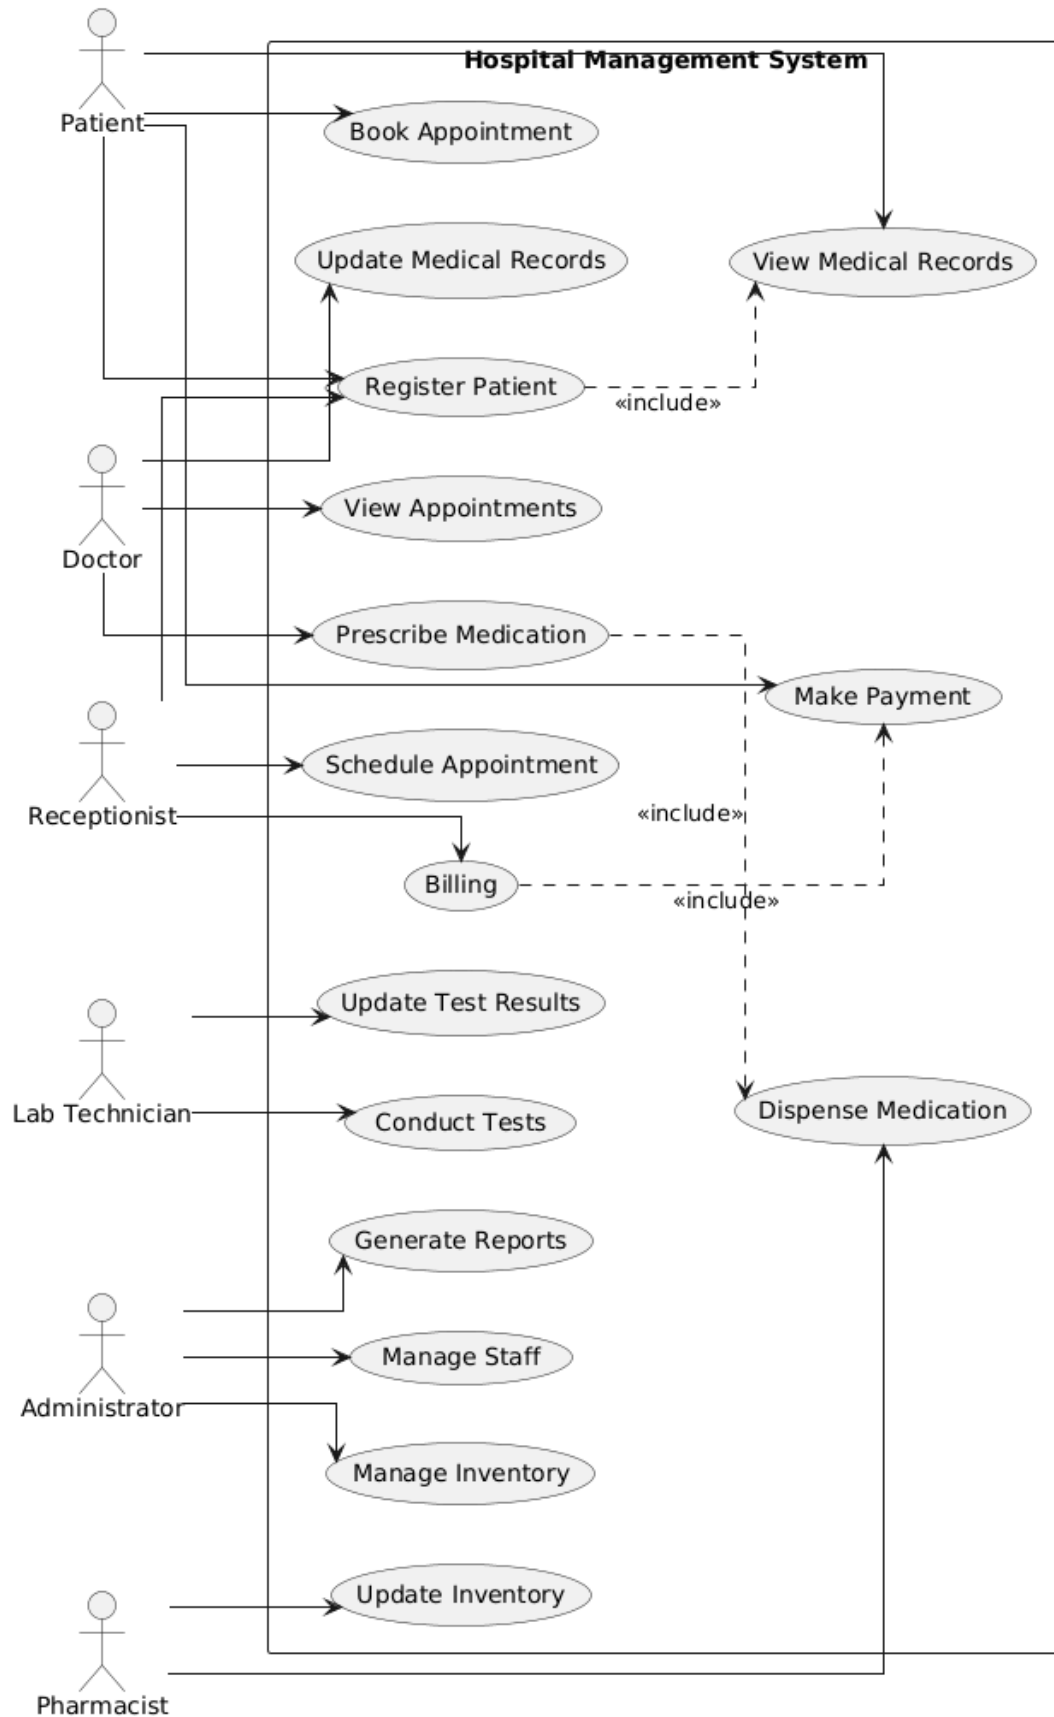 Hospital Management System
Patient
Book Appointment
Update Medical Records
View Medical Records
Register Patient
«include»
Doctor
View Appointments
Prescribe Medication
Make Payment
Receptionist
Schedule Appointment
«include»
Billing
«include»
Update Test Results
Lab Technician
Conduct Tests
Dispense Medication
Generate Reports
Manage Staff
Administrator
Manage Inventory
Update Inventory
Pharmacist